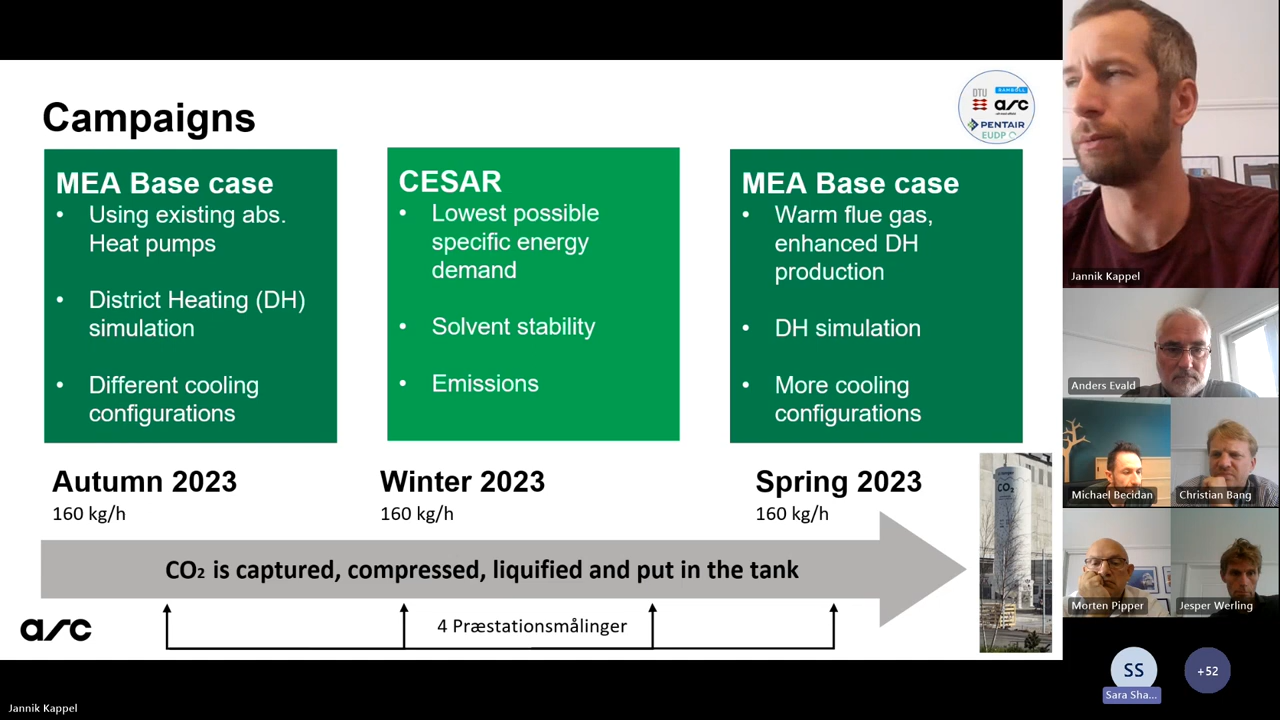 Campaigns
DTU
RAMBOLL
arc
PENTAIR
EUDP
MEA Base case
• Using existing abs.
Heat pumps
• District Heating (DH)
simulation
• Different cooling
configurations
CESAR
• Lowest possible
specific energy
demand
• Solvent stability
• Emissions
MEA Base case
• Warm flue gas,
enhanced DH
production
• DH simulation
• More cooling
configurations
Autumn 2023
160 kg/h
Winter 2023
160 kg/h
Spring 2023
160 kg/h
CO₂ is captured, compressed, liquified and put in the tank
CO₂
4 Præstationsmålinger
arc
Jannik Kappel
Anders Evald
Michael Becidan
Christian Bang
Morten Pipper
Jesper Werling
SS
Sara Sha...
+52
Jannik Kappel